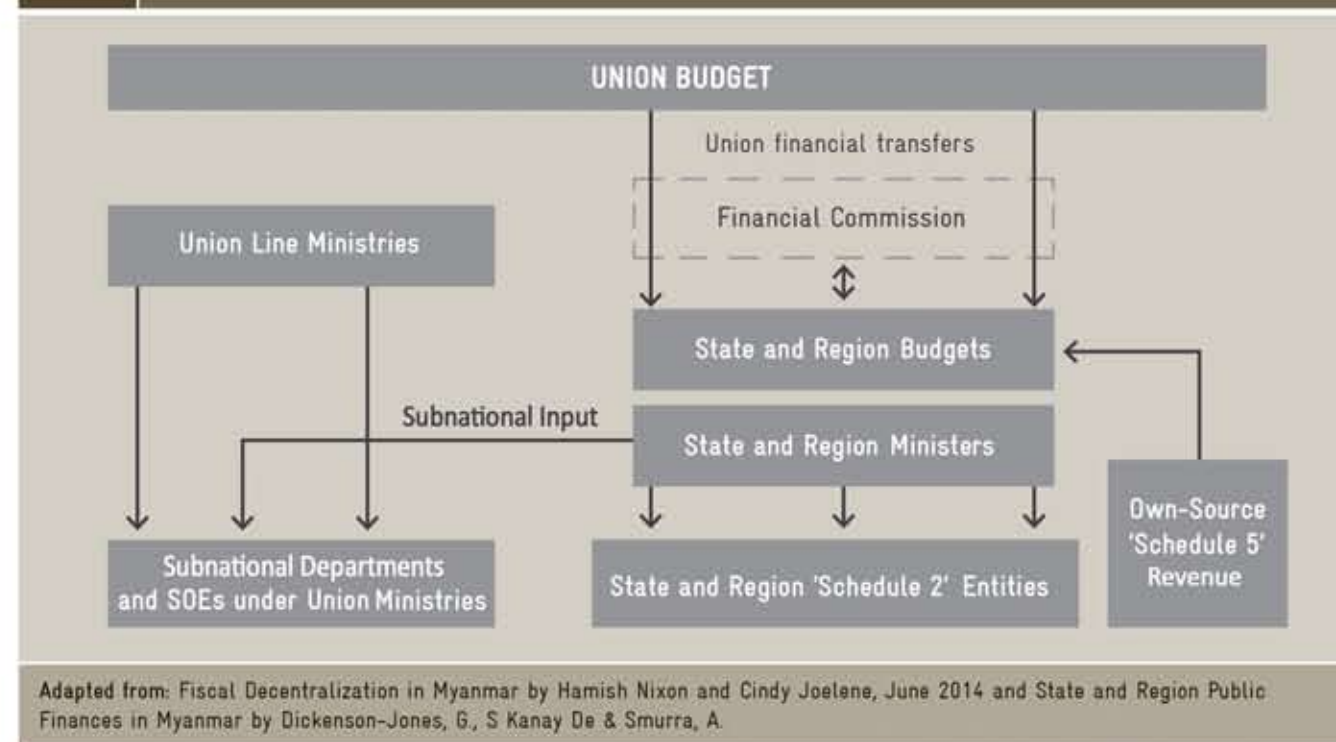 UNION BUDGET
Union financial transfers
Financial Commission
Union Line Ministries
State and Region Budgets
Subnational Input
State and Region Ministers
Own-Source
'Schedule 5'
Revenue
Subnational Departments
and SOEs under Union Ministries
State and Region 'Schedule 2' Entities
Adapted from: Fiscal Decentralization in Myanmar by Hamish Nixon and Cindy Joelene, June 2014 and State and Region Public
Finances in Myanmar by Dickenson-Jones, G., S Kanay De & Smurra, A.